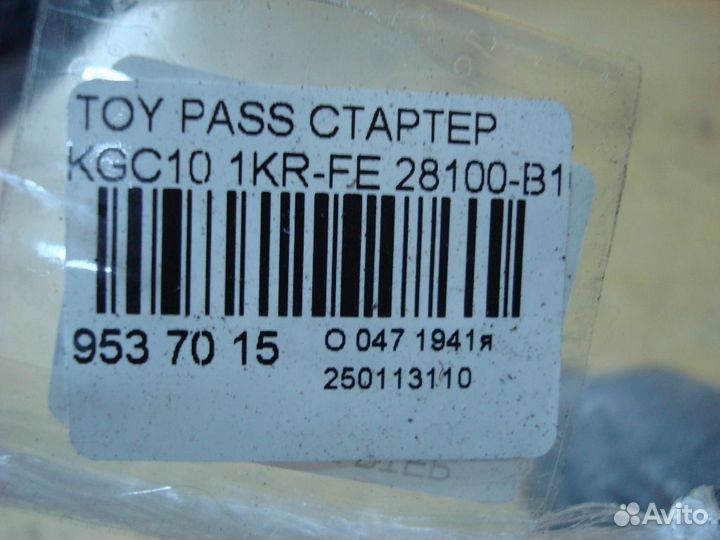 TOY PASS СТАРТЕР
KGC10 1KR-FE 28100-B1
953 70 15
О 047 1941я
250113110
Avito